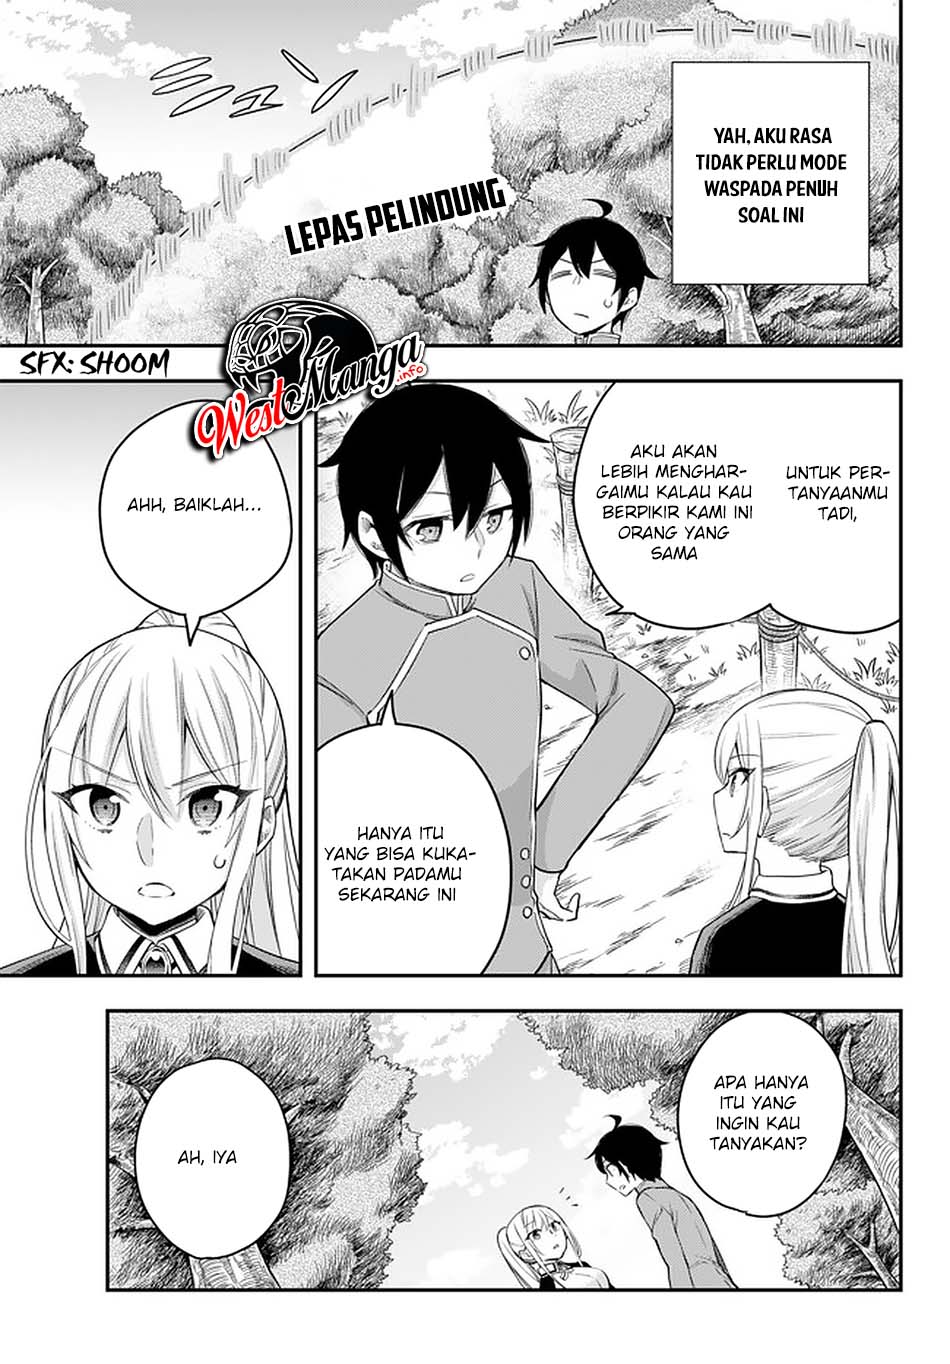 YAH, AKU RASA
TIDAK PERLU MODE
WASPADA PENUH
SOAL INI
シュン
LEPAS PELINDUNG
SFX: SHOOM
WestManga
.info
UNTUK PER-
TANYAANMU
TADI,
AKU AKAN
LEBIH MENGHAR-
GAIMU KALAU KAU
BERPIKIR KAMI INI
ORANG YANG
SAMA
HANYA ITU
YANG BISA KUKA-
TAKAN PADAMU
SEKARANG INI
AHH, BAIKLAH...
APA HANYA
ITU YANG
INGIN KAU
TANYAKAN?
AH, IYA